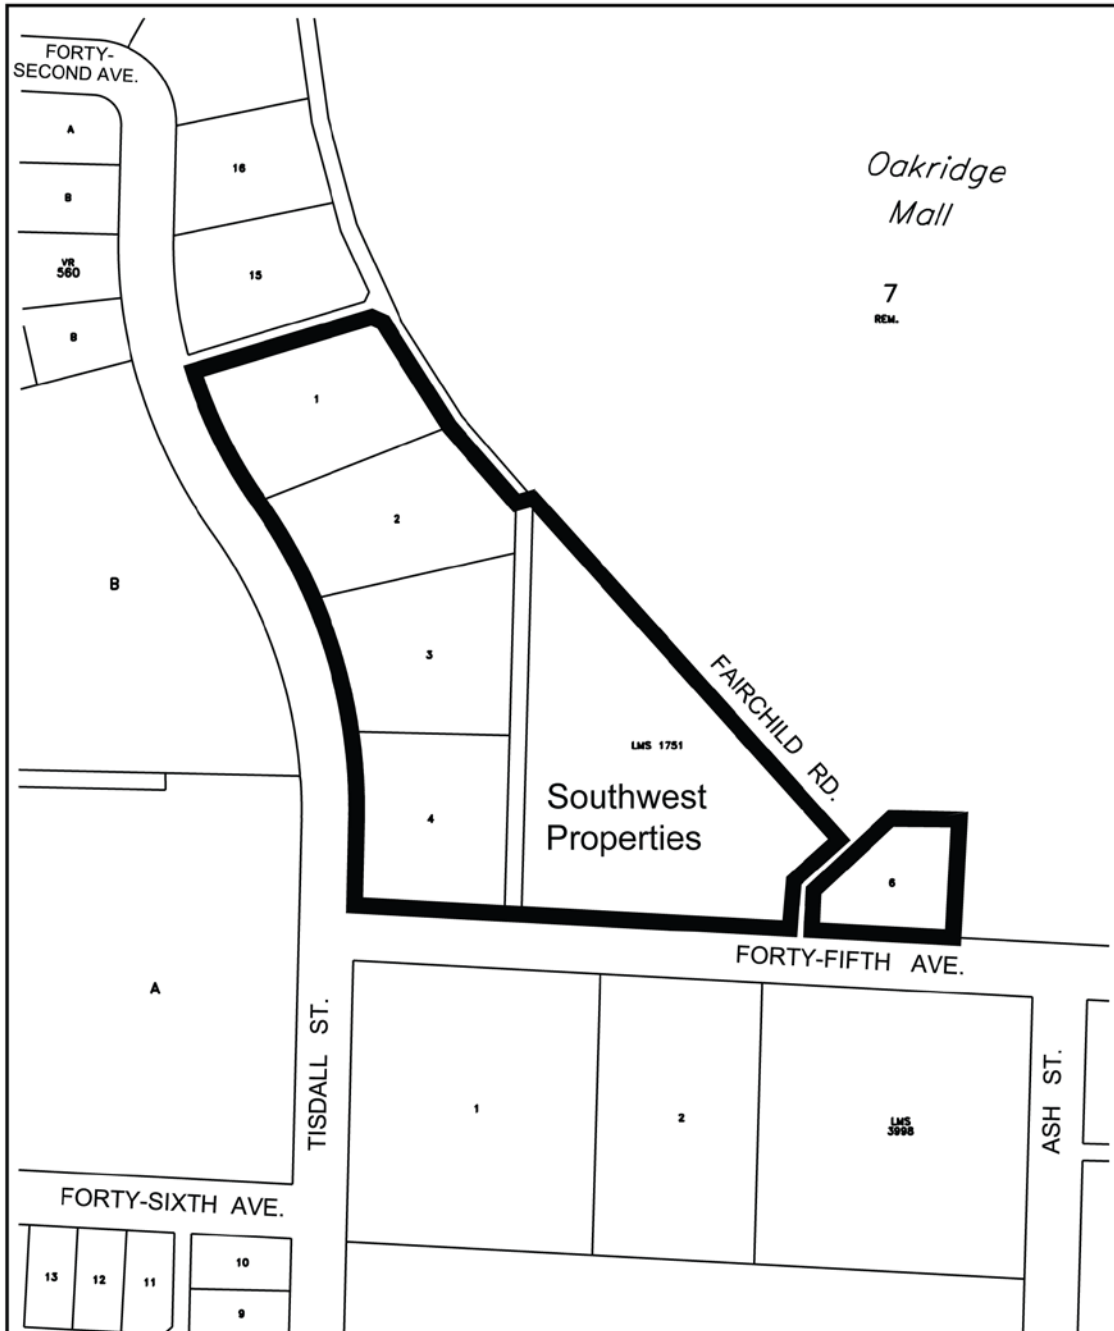 FORTY-
SECOND AVE.
A
B
VR
560
B
16
15
Oakridge
Mall
7
REM.
1
2
B
3
FAIRCHILD RD.
LMS 1751
Southwest
Properties
4
6
FORTY-FIFTH AVE.
A
TISDALL ST.
1
2
LMS
3998
ASH ST.
FORTY-SIXTH AVE.
13
12
11
10
9